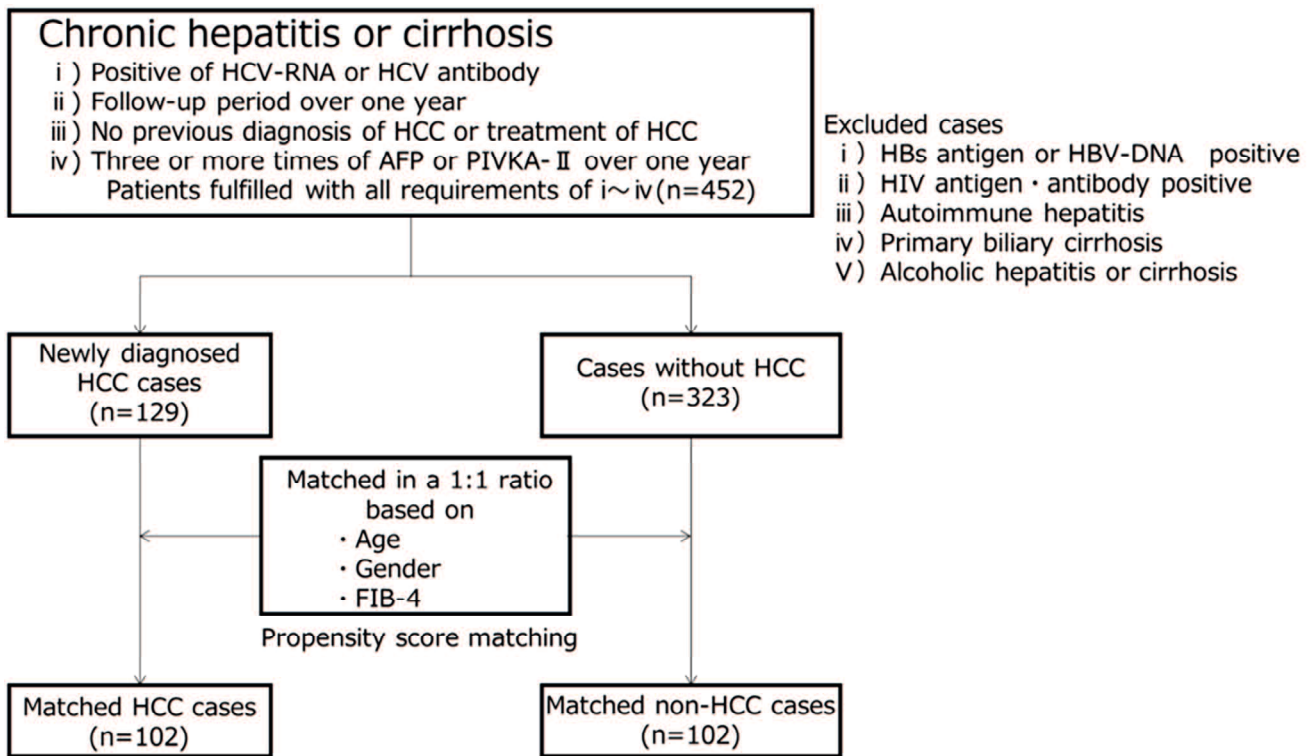 Chronic hepatitis or cirrhosis
ⅰ) Positive of HCV-RNA or HCV antibody
ⅱ) Follow-up period over one year
ⅲ) No previous diagnosis of HCC or treatment of HCC
ⅳ) Three or more times of AFP or PIVKA-Ⅱ over one year
Patients fulfilled with all requirements of ⅰ～ⅳ(n=452)
Excluded cases
ⅰ) HBs antigen or HBV-DNA positive
ⅱ) HIV antigen・antibody positive
ⅲ) Autoimmune hepatitis
ⅳ) Primary biliary cirrhosis
Ⅴ) Alcoholic hepatitis or cirrhosis
Newly diagnosed
HCC cases
(n=129)
Cases without HCC
(n=323)
Matched in a 1:1 ratio
based on
・Age
・Gender
・FIB-4
Propensity score matching
Matched HCC cases
(n=102)
Matched non-HCC cases
(n=102)